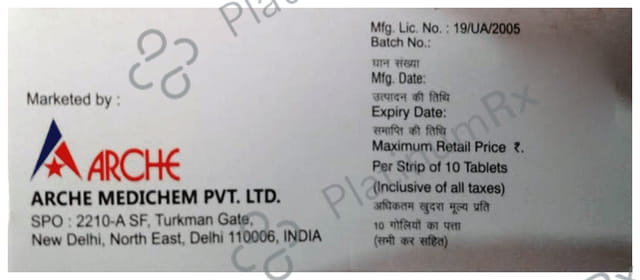 Marketed by :
ARCHE
ARCHE MEDICHEM PVT. LTD.
SPO : 2210-A SF, Turkman Gate,
New Delhi, North East, Delhi 110006, INDIA
Mfg. Lic. No. : 19/UA/2005
Batch No.:
घान संख्या
Mfg. Date:
उत्पादन की तिथि
Expiry Date:
समाप्ति की तिथि
Maximum Retail Price ₹.
Per Strip of 10 Tablets
(Inclusive of all taxes)
अधिकतम खुदरा मूल्य प्रति
10 गोलियों का पत्ता
(सभी कर सहित)
PlatinumRx
PlatinumRx